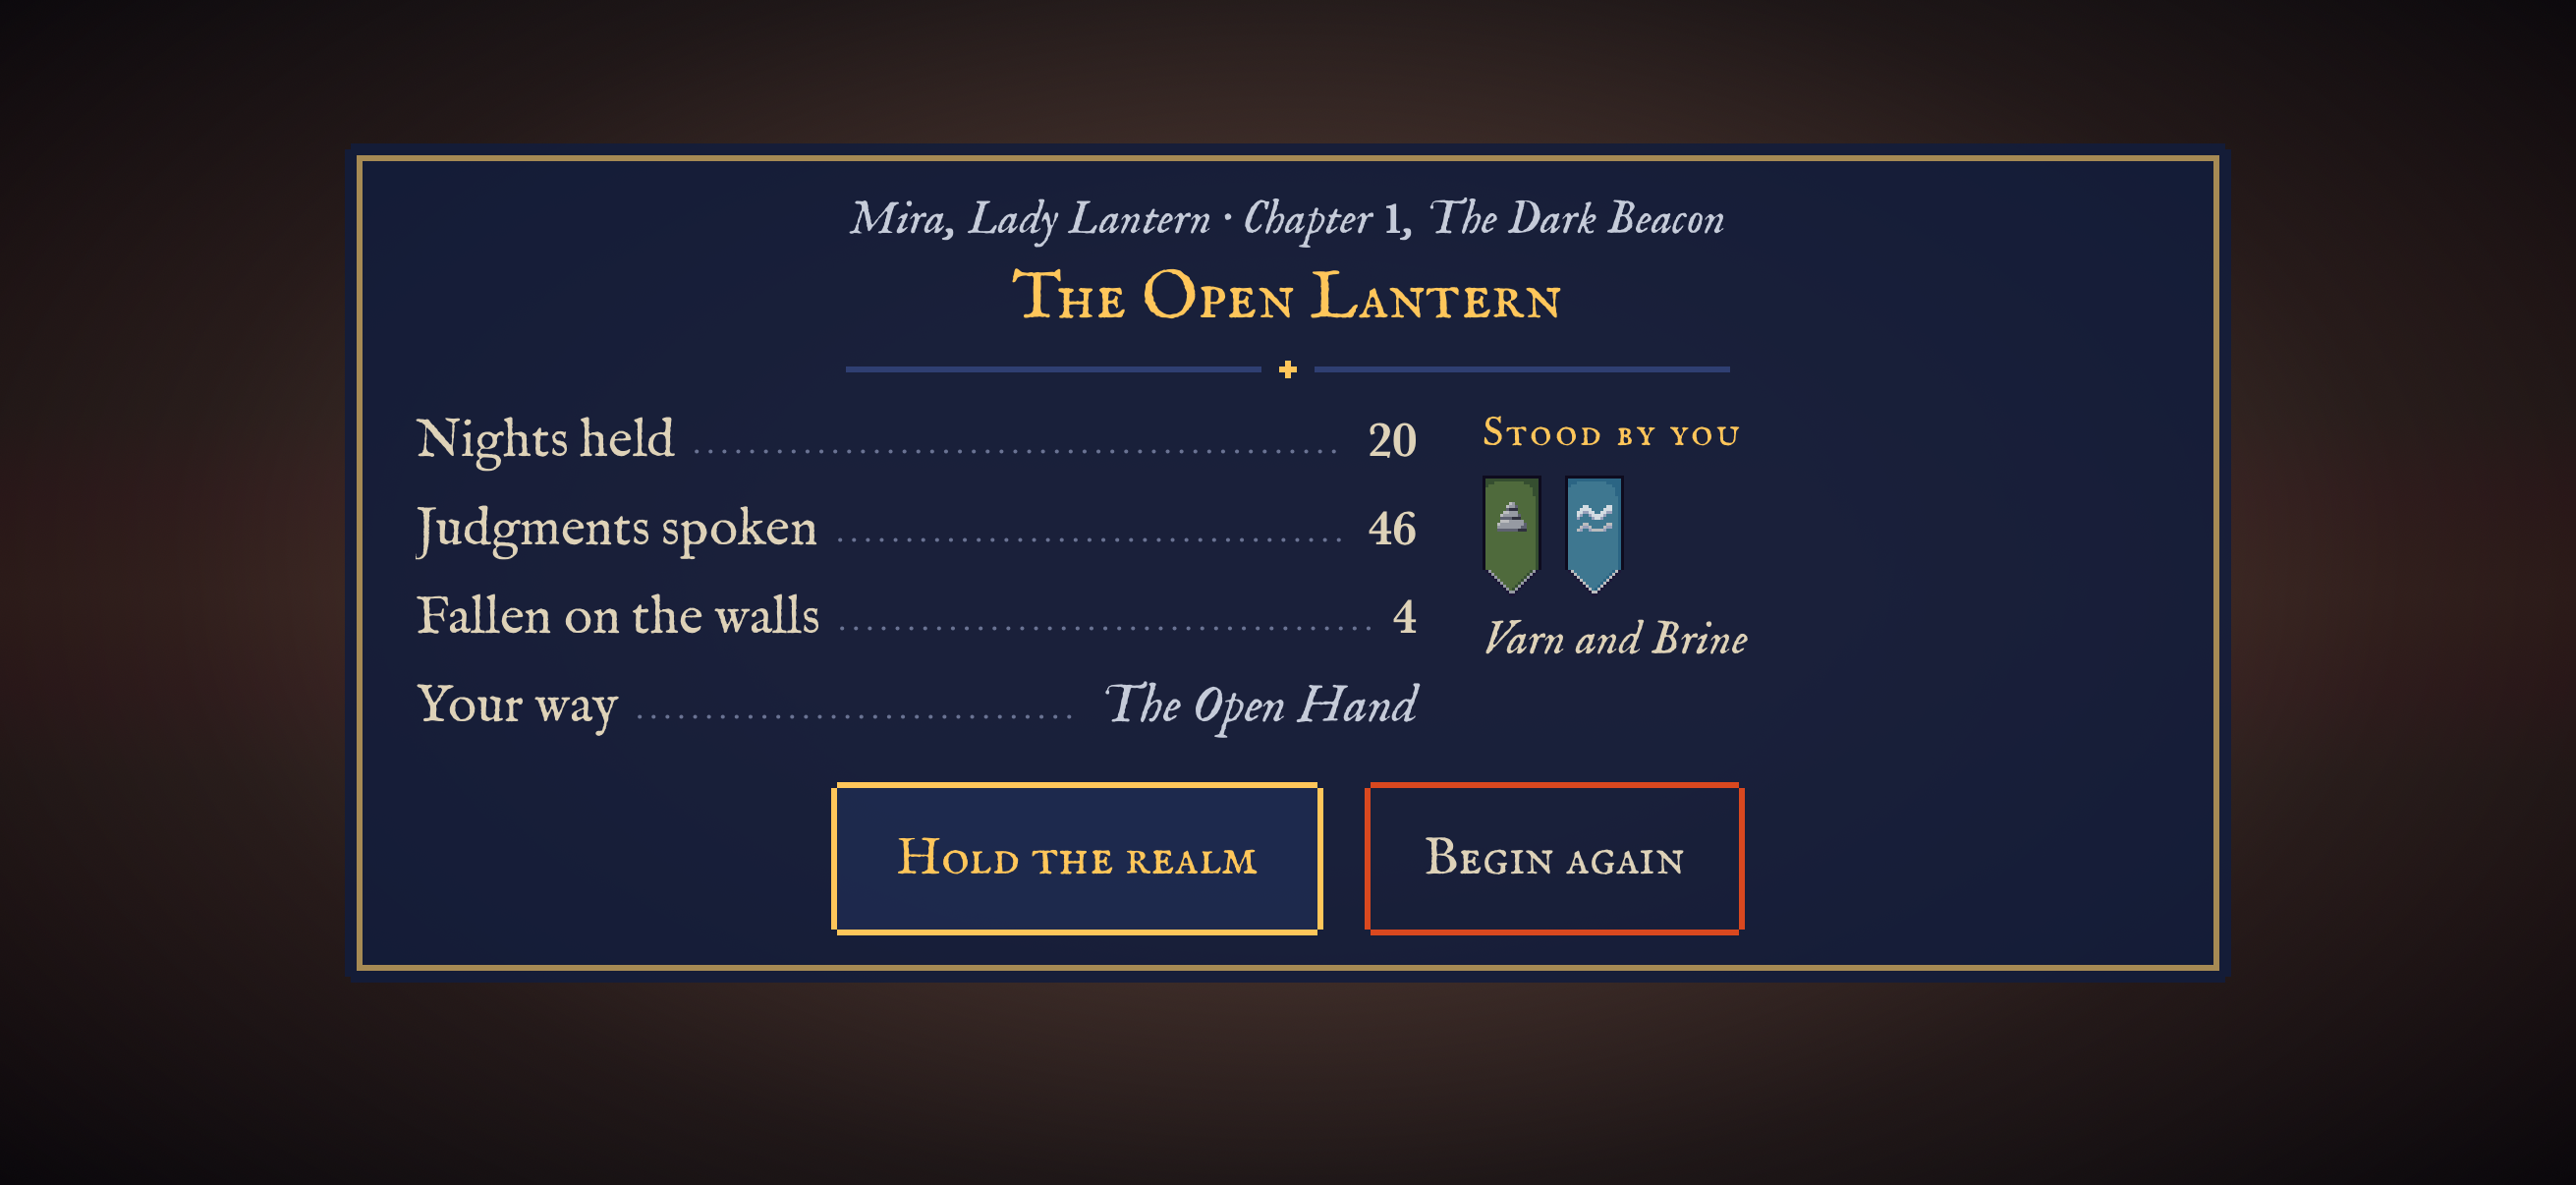 Mira, Lady Lantern · Chapter 1, The Dark Beacon
The Open Lantern
Nights held 20
Judgments spoken 46
Fallen on the walls 4
Your way The Open Hand
Stood by you
Varn and Brine
Hold the realm
Begin again